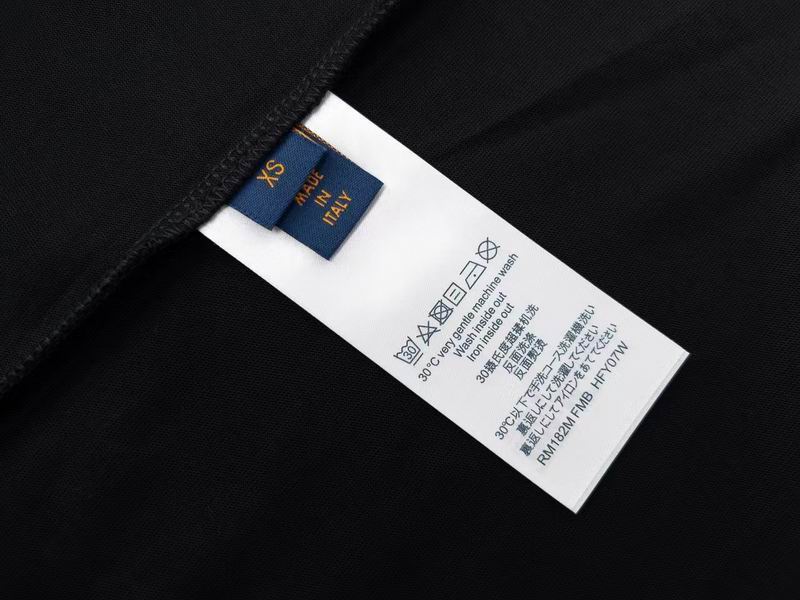 XS
MADE
IN
ITALY
30
30°C very gentle machine wash
Wash inside out
Iron inside out
30摄氏度超揉机洗
反面洗涤
反面熨烫
30℃以下で手洗コース洗濯機洗い
裏返しにして洗濯してください
裏返しにしてアイロンをあててください
RM182M FMB HFY07W